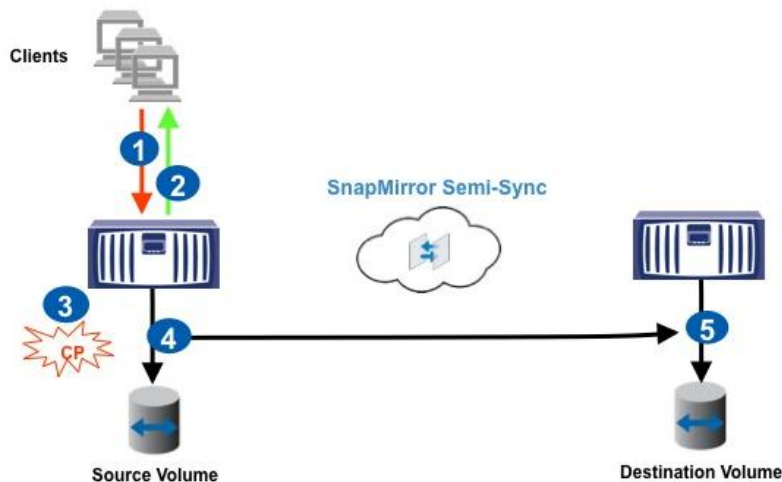 Clients
1
2
SnapMirror Semi-Sync
3
CP
4
5
Source Volume
Destination Volume